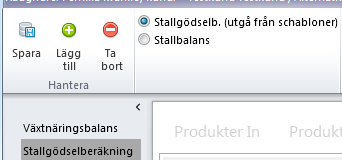 Stallgödselb. (utgå från schabloner)
Stallbalans
Spara
Lägg
till
Ta
bort
Hantera
Växtnäringsbalans
Stallgödselberäkning
Produkter In